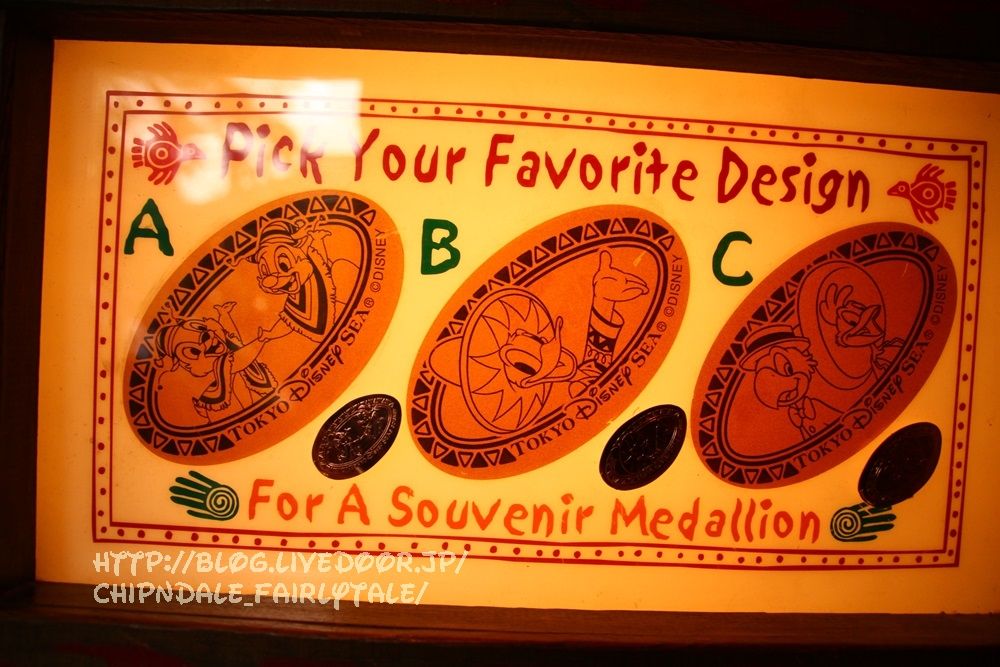 Pick Your Favorite Design
A
B
C
TOKYO DISNEY SEA® ©DISNEY
TOKYO DISNEY SEA® ©DISNEY
TOKYO DISNEY SEA® ©DISNEY
For A Souvenir Medallion
HTTP://BLOG.LIVEDOOR.JP/
CHIPNDALE_FAIRLYTALE/